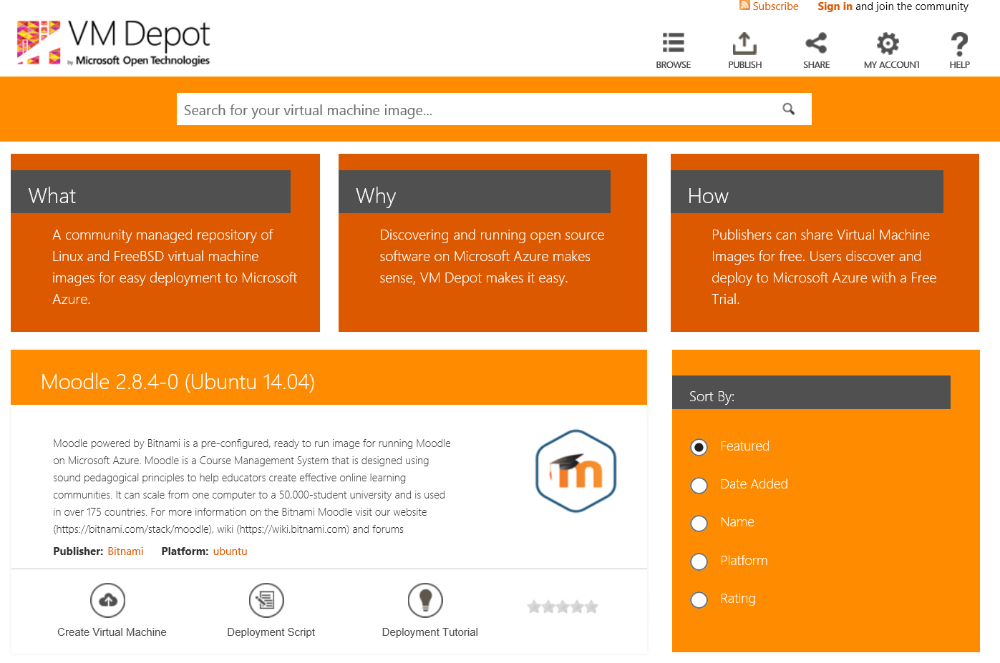 Subscribe Sign in and join the community
VM Depot
by Microsoft Open Technologies
BROWSE PUBLISH SHARE MY ACCOUNT HELP
Search for your virtual machine image...
What
A community managed repository of
Linux and FreeBSD virtual machine
images for easy deployment to Microsoft
Azure.
Why
Discovering and running open source
software on Microsoft Azure makes
sense, VM Depot makes it easy.
How
Publishers can share Virtual Machine
Images for free. Users discover and
deploy to Microsoft Azure with a Free
Trial.
Moodle 2.8.4-0 (Ubuntu 14.04)
Moodle powered by Bitnami is a pre-configured, ready to run image for running Moodle
on Microsoft Azure. Moodle is a Course Management System that is designed using
sound pedagogical principles to help educators create effective online learning
communities. It can scale from one computer to a 50,000-student university and is used
in over 175 countries. For more information on the Bitnami Moodle visit our website
(https://bitnami.com/stack/moodle), wiki (https://wiki.bitnami.com) and forums
Publisher: Bitnami Platform: ubuntu
m
Create Virtual Machine Deployment Script Deployment Tutorial
Sort By:
Featured
Date Added
Name
Platform
Rating